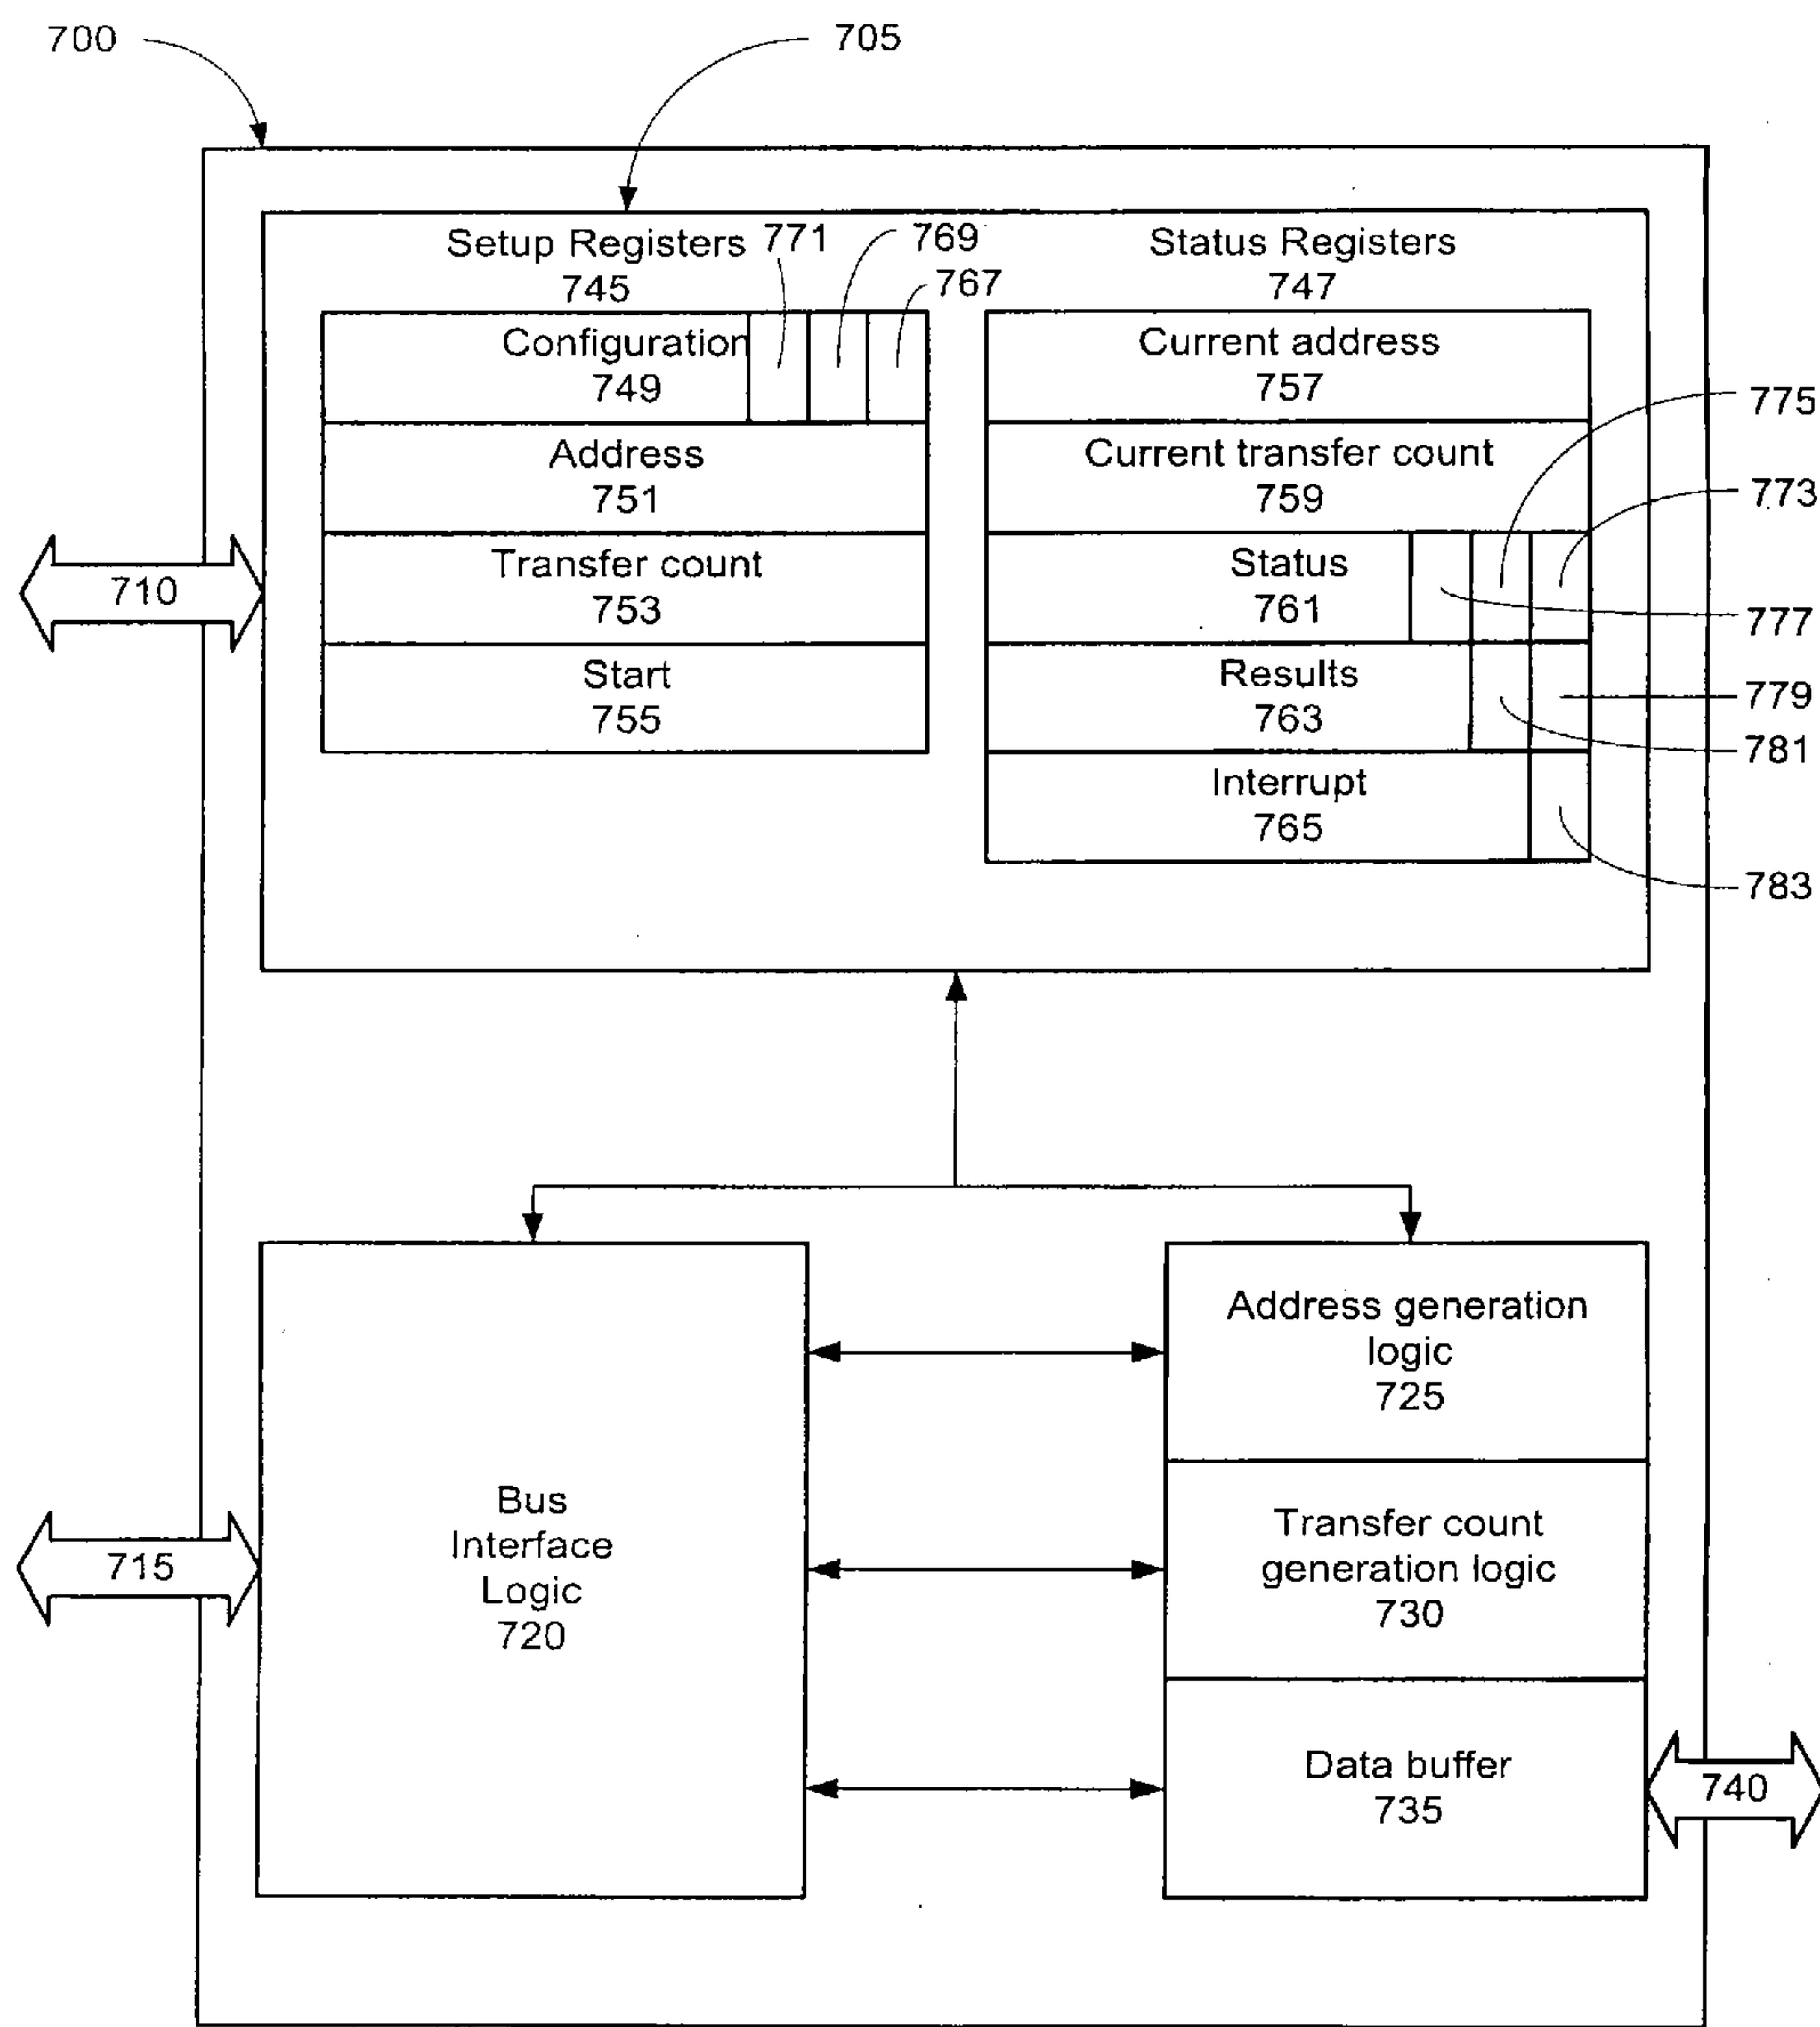 700
705
Setup Registers
745
771
769
767
Status Registers
747
Configuration
749
Address
751
Transfer count
753
Start
755
Current address
757
Current transfer count
759
Status
761
Results
763
Interrupt
765
775
773
777
779
781
783
710
Bus
Interface
Logic
720
Address generation
logic
725
Transfer count
generation logic
730
Data buffer
735
715
740